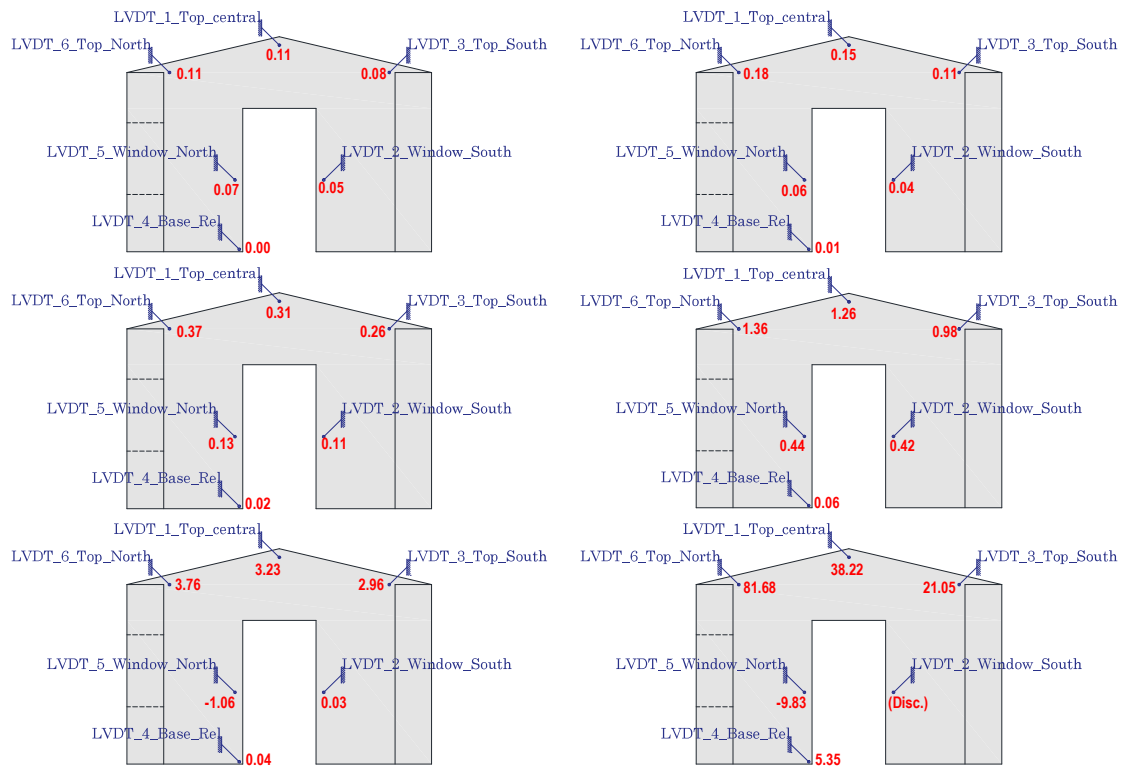 LVDT_1_Top_central
LVDT_6_Top_North
LVDT_3_Top_South
0.11
0.11
0.08
LVDT_5_Window_North
LVDT_2_Window_South
0.07
0.05
LVDT_4_Base_Rel
0.00
LVDT_1_Top_central
LVDT_6_Top_North
LVDT_3_Top_South
0.15
0.18
0.11
LVDT_5_Window_North
LVDT_2_Window_South
0.06
0.04
LVDT_4_Base_Rel
0.01
LVDT_1_Top_central
LVDT_6_Top_North
LVDT_3_Top_South
0.31
0.37
0.26
LVDT_5_Window_North
LVDT_2_Window_South
0.13
0.11
LVDT_4_Base_Rel
0.02
LVDT_1_Top_central
LVDT_6_Top_North
LVDT_3_Top_South
1.26
1.36
0.98
LVDT_5_Window_North
LVDT_2_Window_South
0.44
0.42
LVDT_4_Base_Rel
0.06
LVDT_1_Top_central
LVDT_6_Top_North
LVDT_3_Top_South
3.23
3.76
2.96
LVDT_5_Window_North
LVDT_2_Window_South
-1.06
0.03
LVDT_4_Base_Rel
0.04
LVDT_1_Top_central
LVDT_6_Top_North
LVDT_3_Top_South
38.22
81.68
21.05
LVDT_5_Window_North
LVDT_2_Window_South
-9.83
(Disc.)
LVDT_4_Base_Rel
5.35